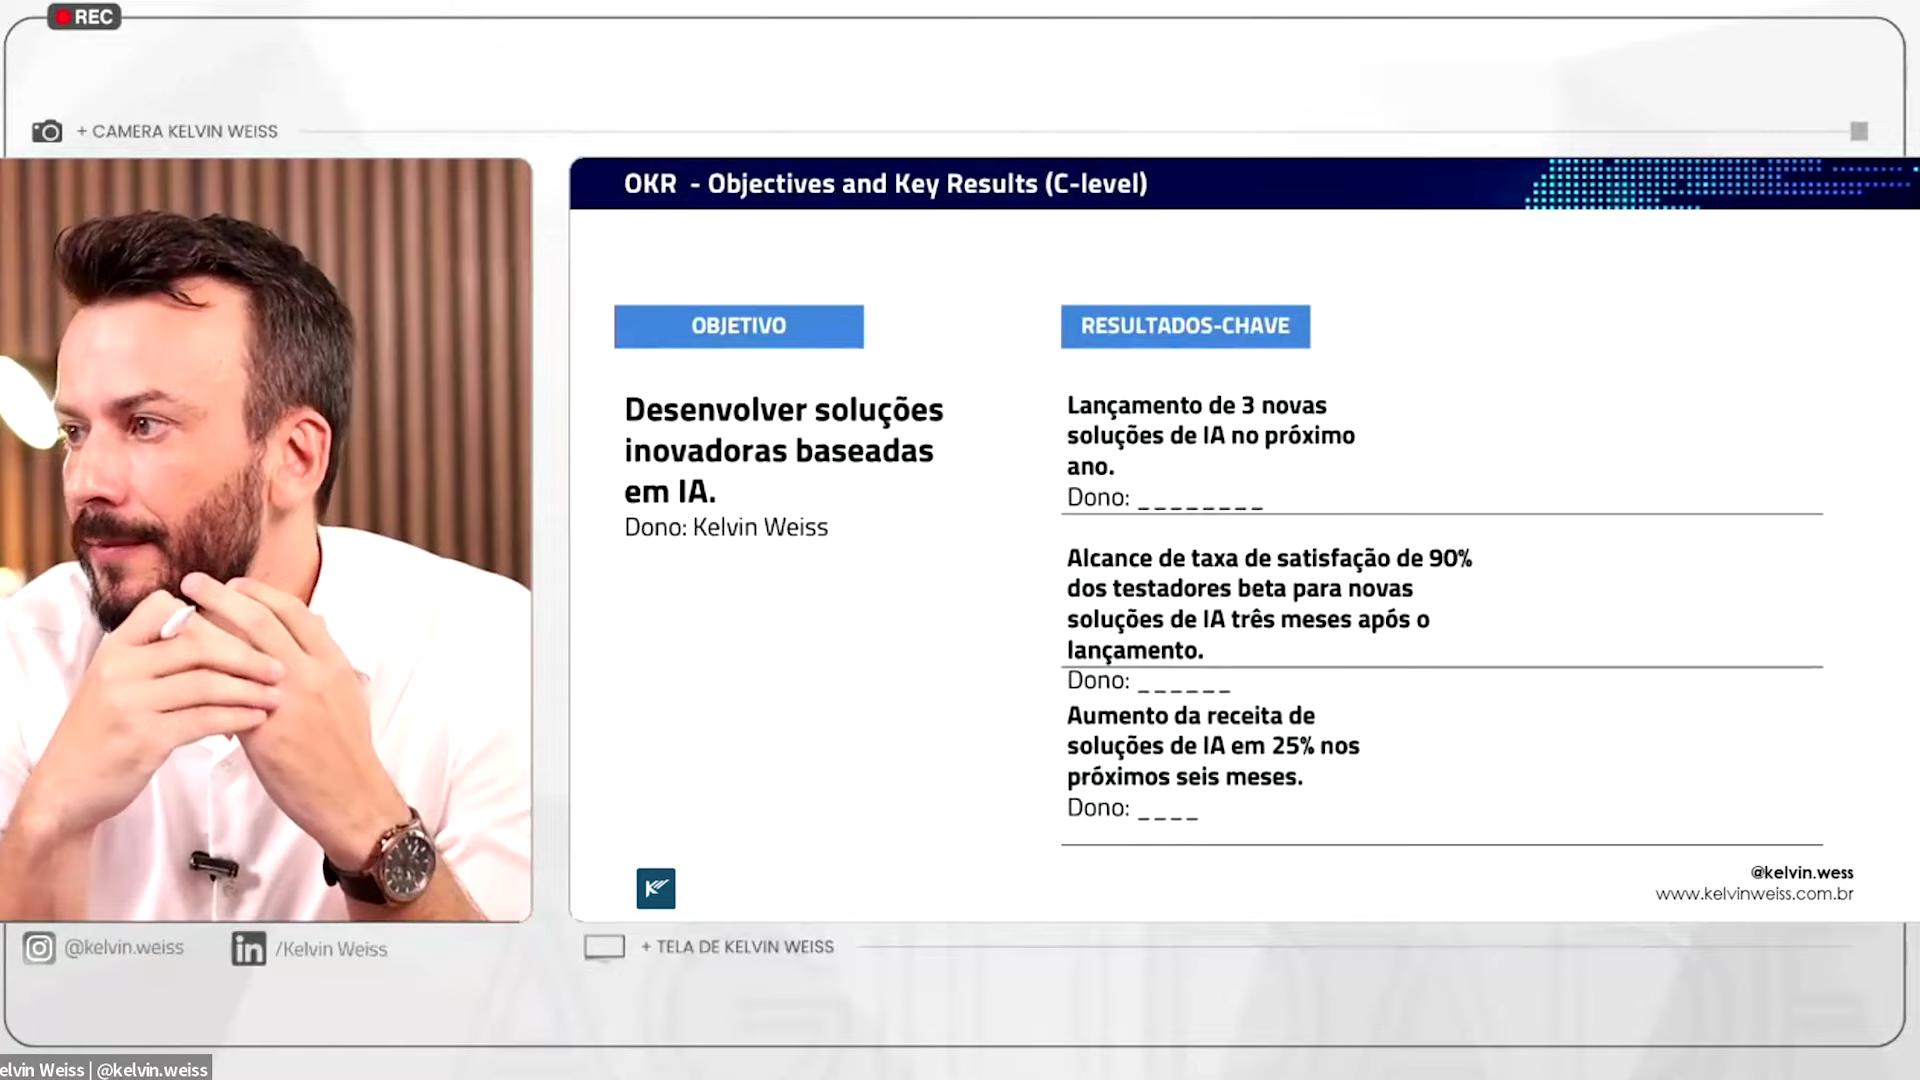 REC
+ CAMERA KELVIN WEISS
OKR - Objectives and Key Results (C-level)
OBJETIVO
Desenvolver soluções
inovadoras baseadas
em IA.
Dono: Kelvin Weiss
RESULTADOS-CHAVE
Lançamento de 3 novas
soluções de IA no próximo
ano.
Dono: _ _ _ _ _ _ _ _
Alcance de taxa de satisfação de 90%
dos testadores beta para novas
soluções de IA três meses após o
lançamento.
Dono: _ _ _ _ _ _
Aumento da receita de
soluções de IA em 25% nos
próximos seis meses.
Dono: _ _ _ _
@kelvin.wess
www.kelvinweiss.com.br
@kelvin.weiss
/Kelvin Weiss
+ TELA DE KELVIN WEISS
elvin Weiss | @kelvin.weiss